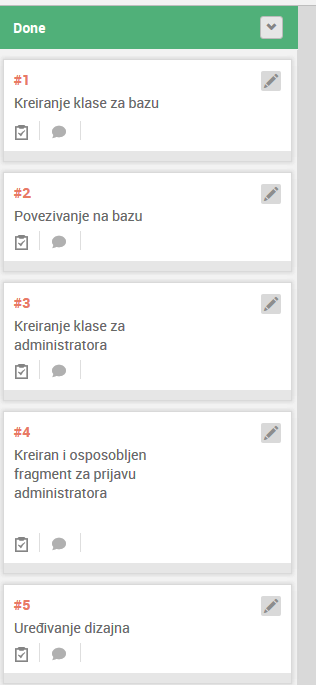 Done
#1
Kreiranje klase za bazu
#2
Povezivanje na bazu
#3
Kreiranje klase za
administratora
#4
Kreiran i osposobljen
fragment za prijavu
administratora
#5
Uređivanje dizajna